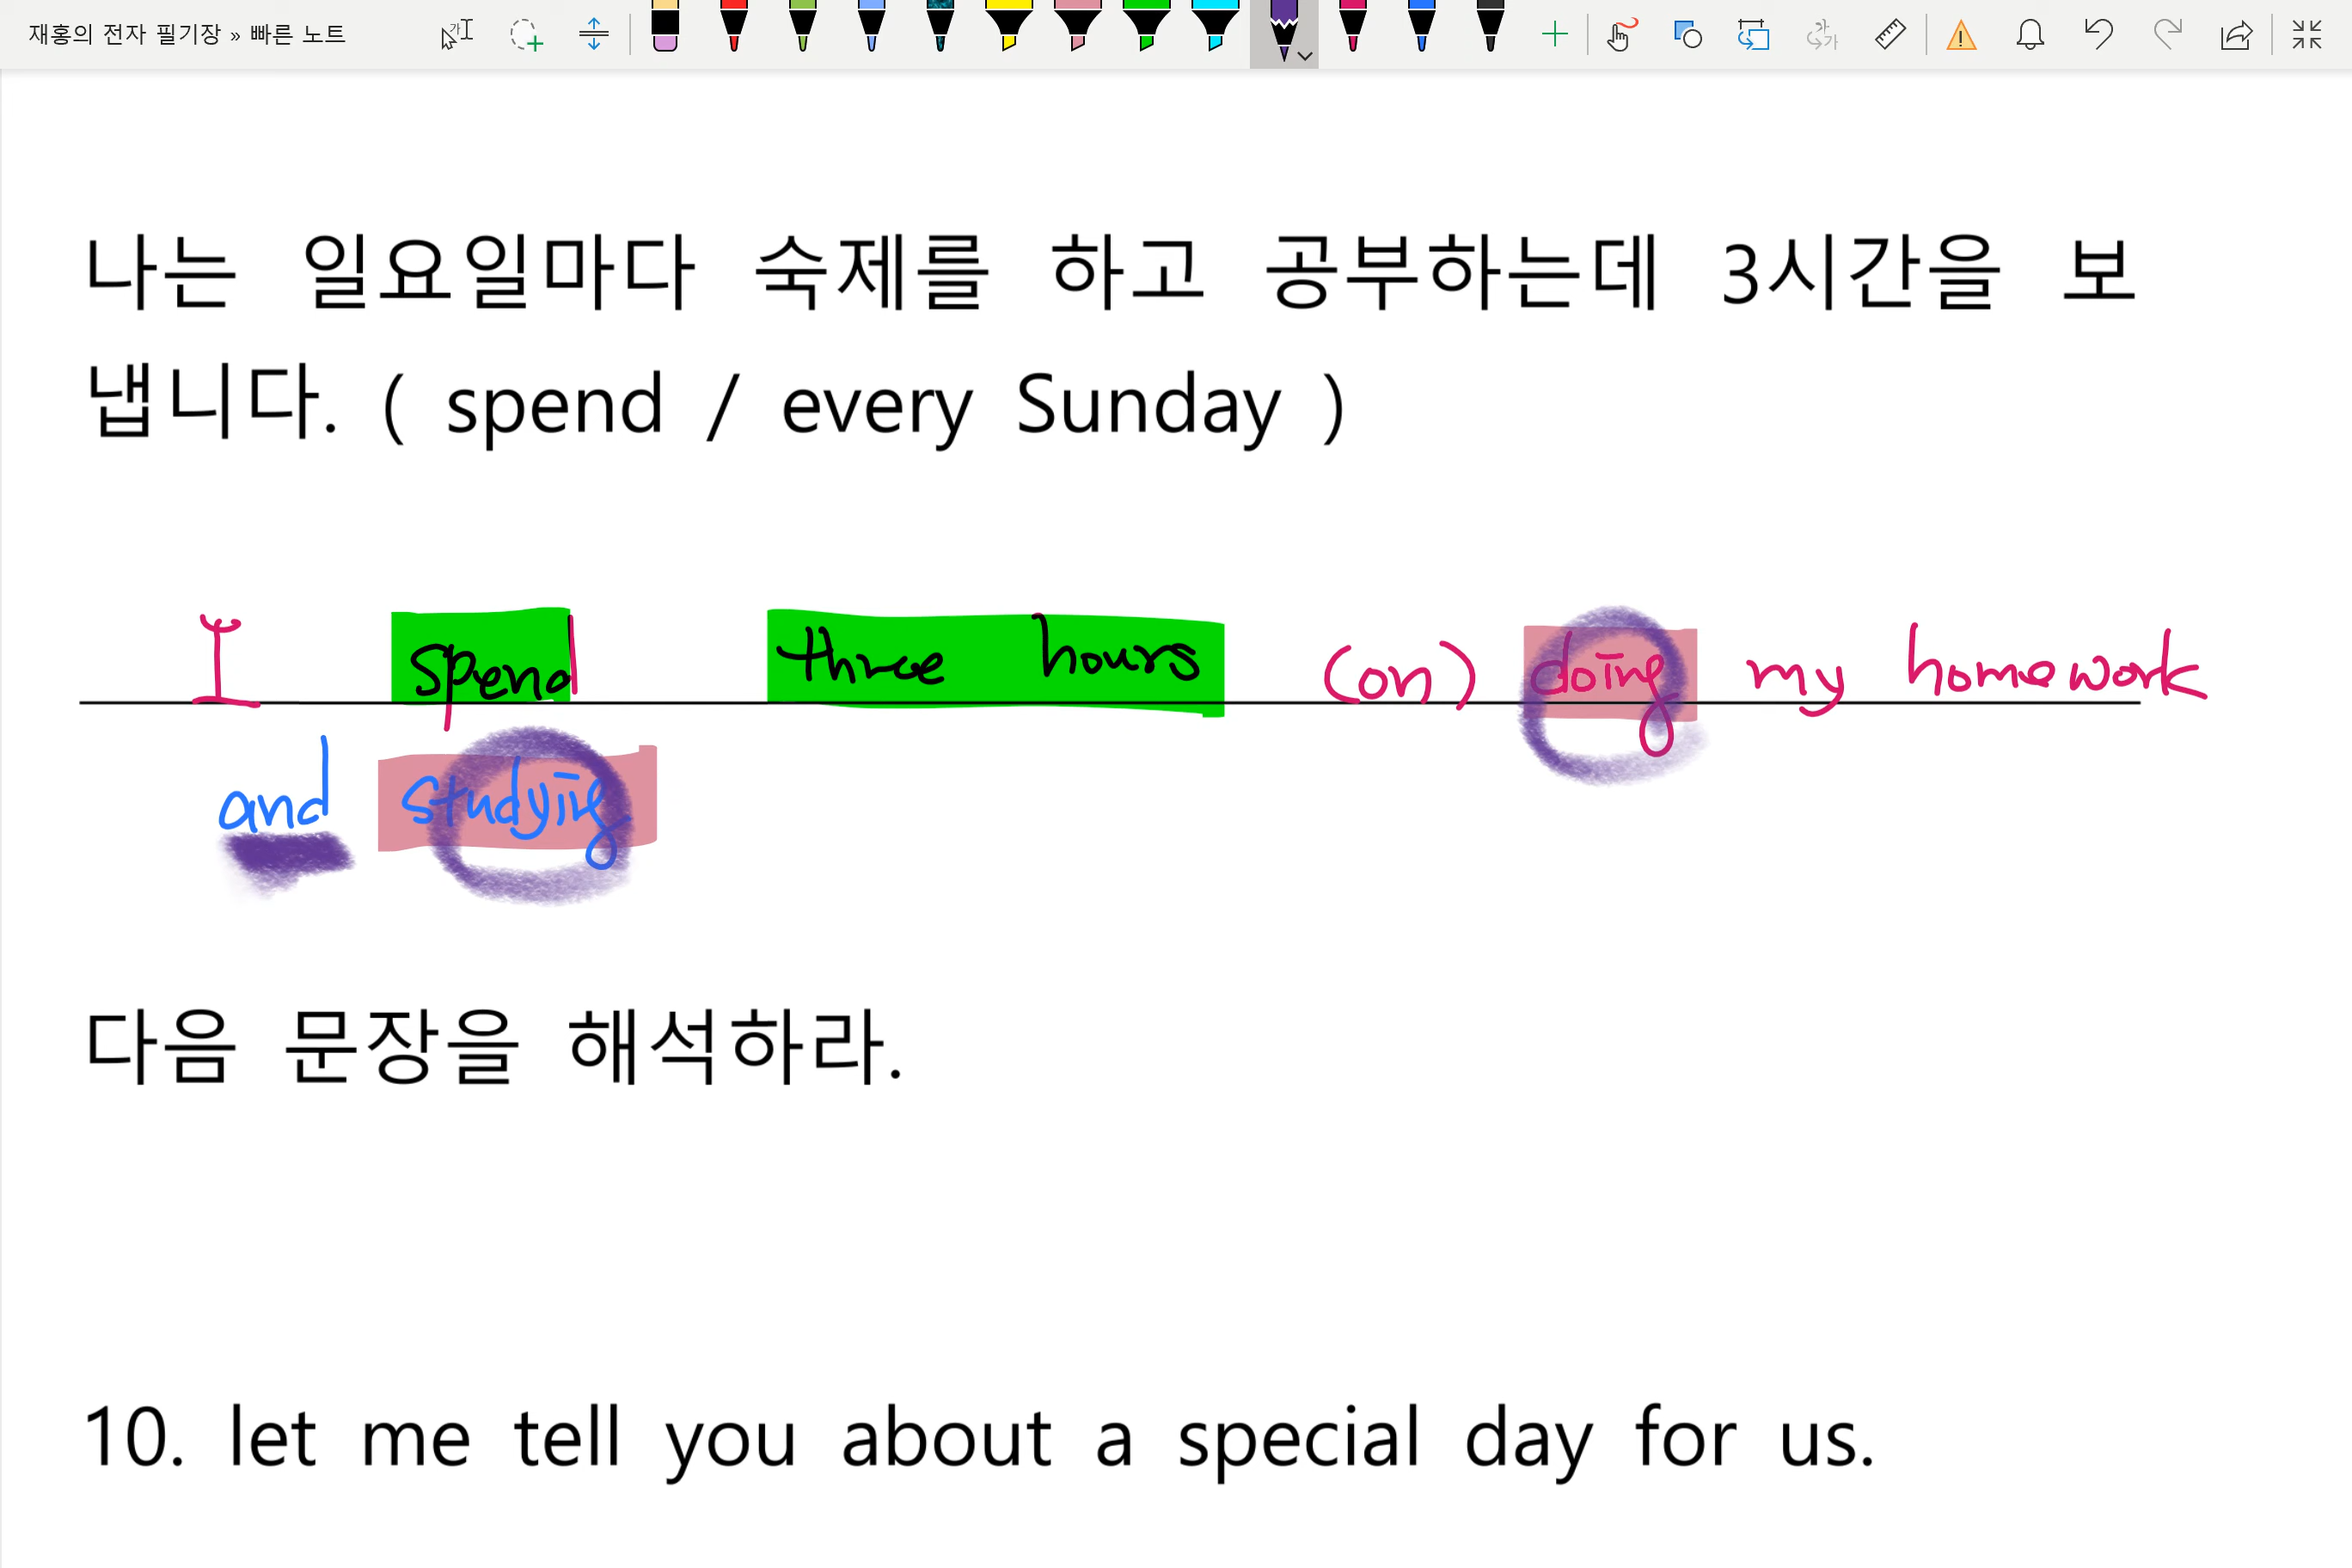 재홍의 전자 필기장 » 빠른 노트
나는 일요일마다 숙제를 하고 공부하는데 3시간을 보
냅니다. ( spend / every Sunday )
I spend three hours (on) doing my homework
and studying
다음 문장을 해석하라.
10. let me tell you about a special day for us.